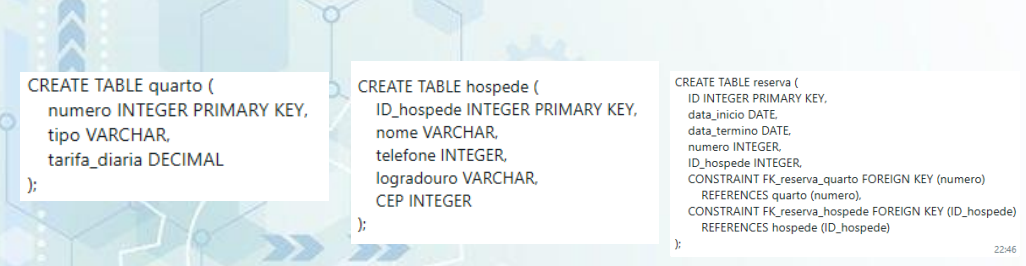 CREATE TABLE quarto (
numero INTEGER PRIMARY KEY,
tipo VARCHAR,
tarifa_diaria DECIMAL
);
CREATE TABLE hospede (
ID_hospede INTEGER PRIMARY KEY,
nome VARCHAR,
telefone INTEGER,
logradouro VARCHAR,
CEP INTEGER
);
CREATE TABLE reserva (
ID INTEGER PRIMARY KEY,
data_inicio DATE,
data_termino DATE,
numero INTEGER,
ID_hospede INTEGER,
CONSTRAINT FK_reserva_quarto FOREIGN KEY (numero)
REFERENCES quarto (numero),
CONSTRAINT FK_reserva_hospede FOREIGN KEY (ID_hospede)
REFERENCES hospede (ID_hospede)
);
22:46